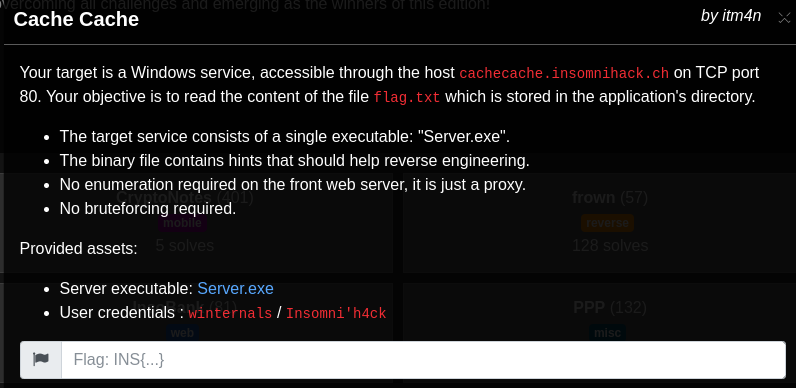 vercoming all challenges and emerging as the winners of this edition!
Cache Cache
by itm4n
Your target is a Windows service, accessible through the host cachecache.insomnihack.ch on TCP port
80. Your objective is to read the content of the file flag.txt which is stored in the application's directory.
• The target service consists of a single executable: "Server.exe".
• The binary file contains hints that should help reverse engineering.
• No enumeration required on the front web server, it is just a proxy.
• No bruteforcing required.
CryptoNotes (401)
frown (57)
mobile
reverse
5 solves
128 solves
Provided assets:
• Server executable: Server.exe
• User credentials : winternals / Insomni'h4ck
(81)
PPP (132)
web
misc
Flag: INS{...}